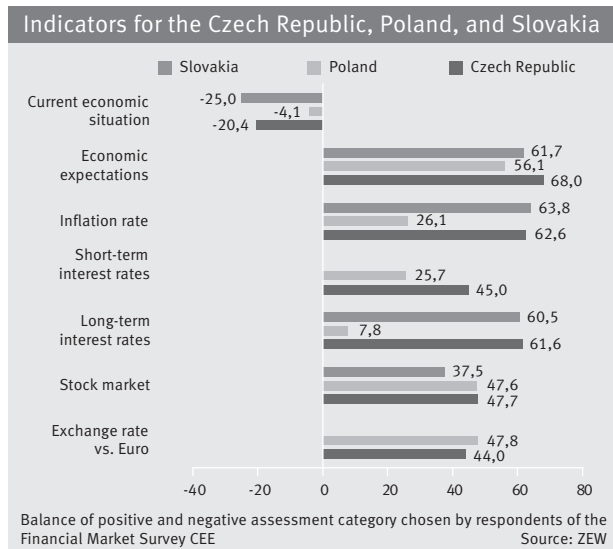 Indicators for the Czech Republic, Poland, and Slovakia
Slovakia Poland Czech Republic
Current economic
situation
-25,0
-4,1
-20,4
Economic
expectations
61,7
56,1
68,0
Inflation rate
63,8
26,1
62,6
Short-term
interest rates
25,7
45,0
Long-term
interest rates
60,5
7,8
61,6
Stock market
37,5
47,6
47,7
Exchange rate
vs. Euro
47,8
44,0
-40 -20 0 20 40 60 80
Balance of positive and negative assessment category chosen by respondents of the
Financial Market Survey CEE Source: ZEW